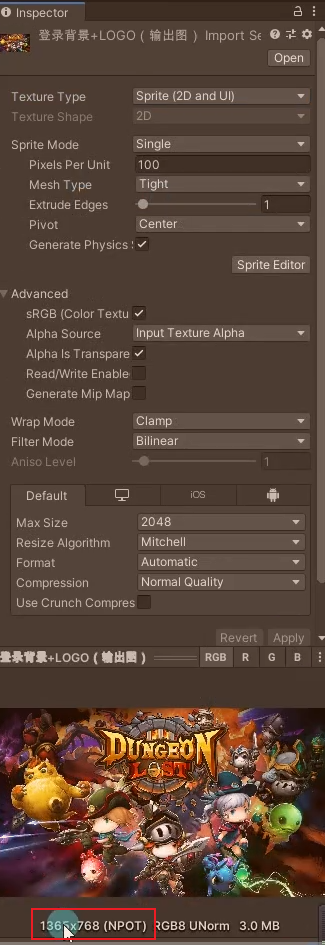 Inspector
登录背景+LOGO（输出图） Import Se
Open
Texture Type Sprite (2D and UI)
Texture Shape 2D
Sprite Mode Single
Pixels Per Unit 100
Mesh Type Tight
Extrude Edges 1
Pivot Center
Generate Physics
Sprite Editor
Advanced
sRGB (Color Textu
Alpha Source Input Texture Alpha
Alpha Is Transpare
Read/Write Enable
Generate Mip Map
Wrap Mode Clamp
Filter Mode Bilinear
Aniso Level 1
Default iOS
Max Size 2048
Resize Algorithm Mitchell
Format Automatic
Compression Normal Quality
Use Crunch Compres
Revert Apply
登录背景+LOGO（输出图） RGB R G B
DUNGEON
LOST
(NPOT) RGB8 UNorm 3.0 MB